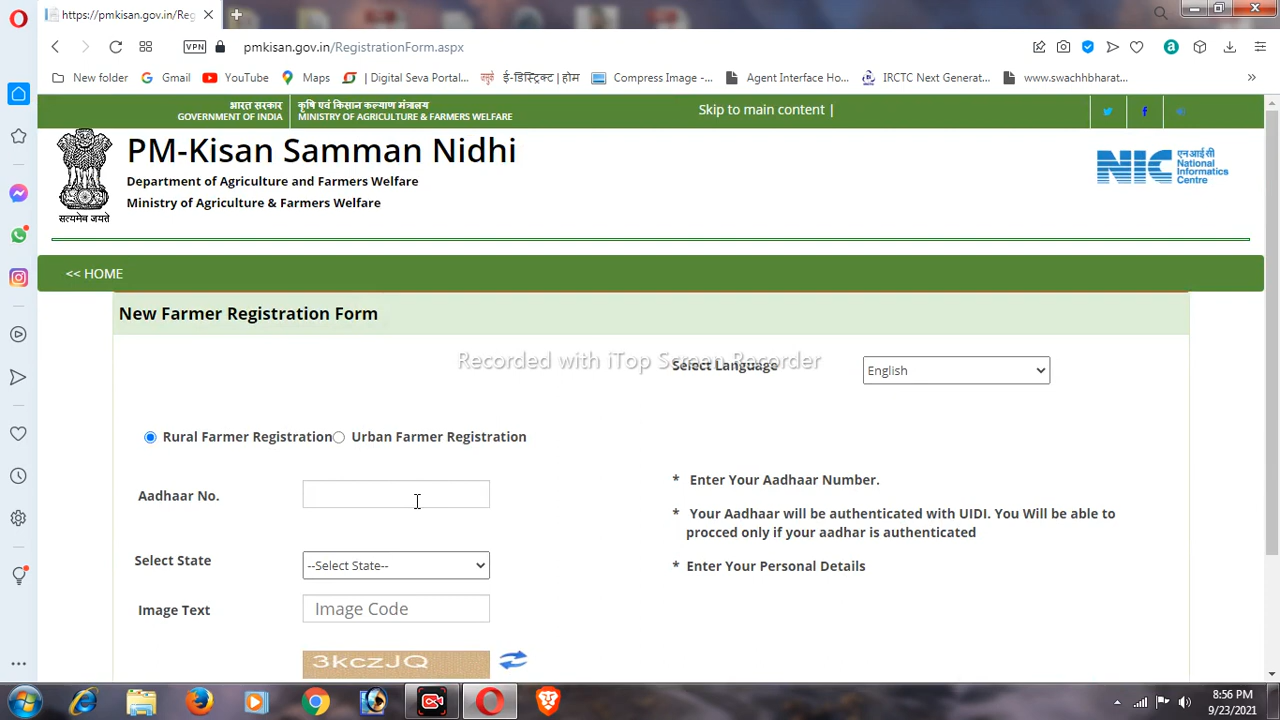 https://pmkisan.gov.in/Reg
VPN
pmkisan.gov.in/RegistrationForm.aspx
New folder
Gmail
YouTube
Maps
| Digital Seva Portal...
ई-डिस्ट्रिक्ट | होम
Compress Image -...
Agent Interface Ho...
IRCTC Next Generat...
www.swachhbharat...
भारत सरकार
GOVERNMENT OF INDIA
कृषि एवं किसान कल्याण मंत्रालय
MINISTRY OF AGRICULTURE & FARMERS WELFARE
Skip to main content |
PM-Kisan Samman Nidhi
Department of Agriculture and Farmers Welfare
Ministry of Agriculture & Farmers Welfare
सत्यमेव जयते
NIC
एन आई सी
National
Informatics
Centre
<< HOME
New Farmer Registration Form
Recorded with iTop Screen Recorder
Select Language
English
Rural Farmer Registration
Urban Farmer Registration
Aadhaar No.
* Enter Your Aadhaar Number.
* Your Aadhaar will be authenticated with UIDI. You Will be able to
procced only if your aadhar is authenticated
Select State
--Select State--
* Enter Your Personal Details
Image Text
Image Code
3kczJQ
8:56 PM
9/23/2021